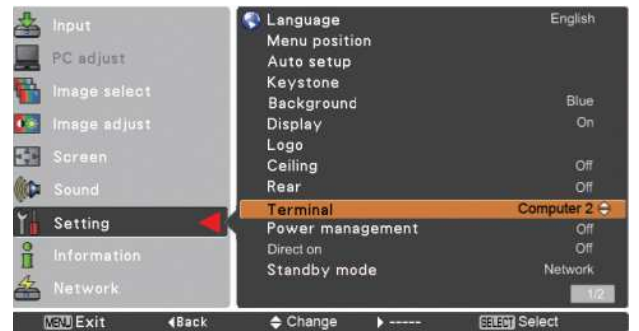 Input
PC adjust
Image select
Image adjust
Screen
Sound
Setting
Information
Network
Language English
Menu position
Auto setup
Keystone
Background Blue
Display On
Logo
Ceiling Off
Rear Off
Terminal Computer 2
Power management Off
Direct on Off
Standby mode Network
1/2
MENU Exit Back Change ----- SELECT Select